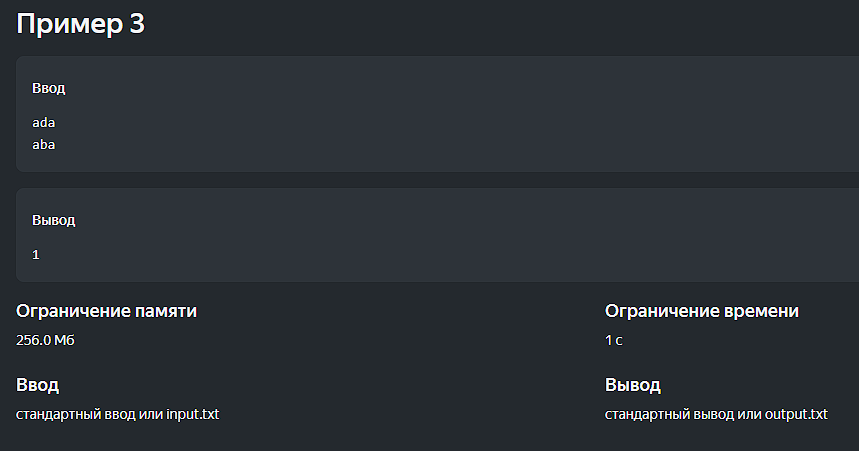 Пример 3
Ввод
ada
aba
Вывод
1
Ограничение памяти
256.0 Мб
Ограничение времени
1 с
Ввод
стандартный ввод или input.txt
Вывод
стандартный вывод или output.txt